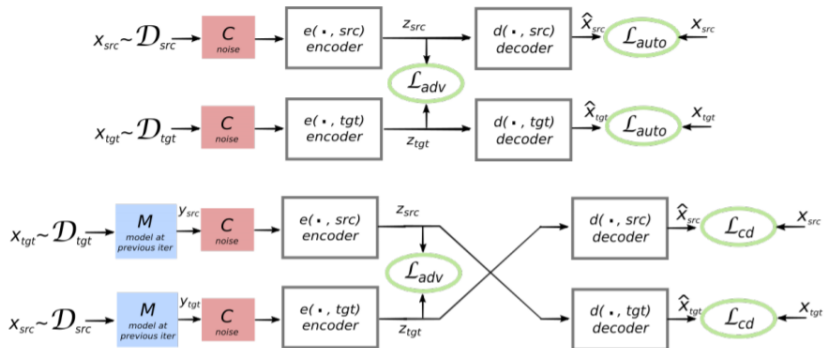 x_src ~ D_src C noise e(·, src) encoder z_src d(·, src) decoder x̂_src L_auto x_src
L_adv
x_tgt ~ D_tgt C noise e(·, tgt) encoder z_tgt d(·, tgt) decoder x̂_tgt L_auto x_tgt
x_tgt ~ D_tgt M model at previous iter y_src C noise e(·, src) encoder z_src d(·, src) decoder x̂_src L_cd x_src
L_adv
x_src ~ D_src M model at previous iter y_tgt C noise e(·, tgt) encoder z_tgt d(·, tgt) decoder x̂_tgt L_cd x_tgt